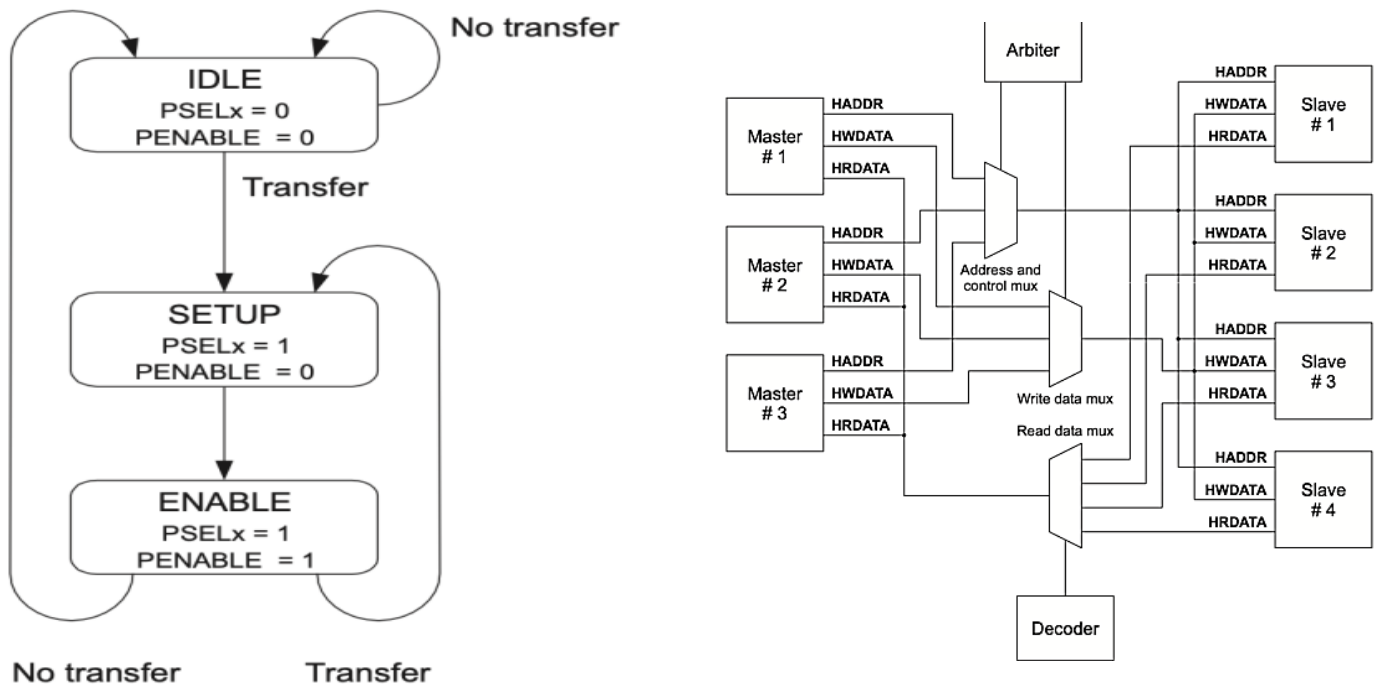 No transfer
IDLE
PSELx = 0
PENABLE = 0
Transfer
SETUP
PSELx = 1
PENABLE = 0
ENABLE
PSELx = 1
PENABLE = 1
No transfer
Transfer
Arbiter
Master
# 1
HADDR
HWDATA
HRDATA
Master
# 2
HADDR
HWDATA
HRDATA
Master
# 3
HADDR
HWDATA
HRDATA
Address and
control mux
Write data mux
Read data mux
Decoder
HADDR
HWDATA
HRDATA
Slave
# 1
HADDR
HWDATA
HRDATA
Slave
# 2
HADDR
HWDATA
HRDATA
Slave
# 3
HADDR
HWDATA
HRDATA
Slave
# 4